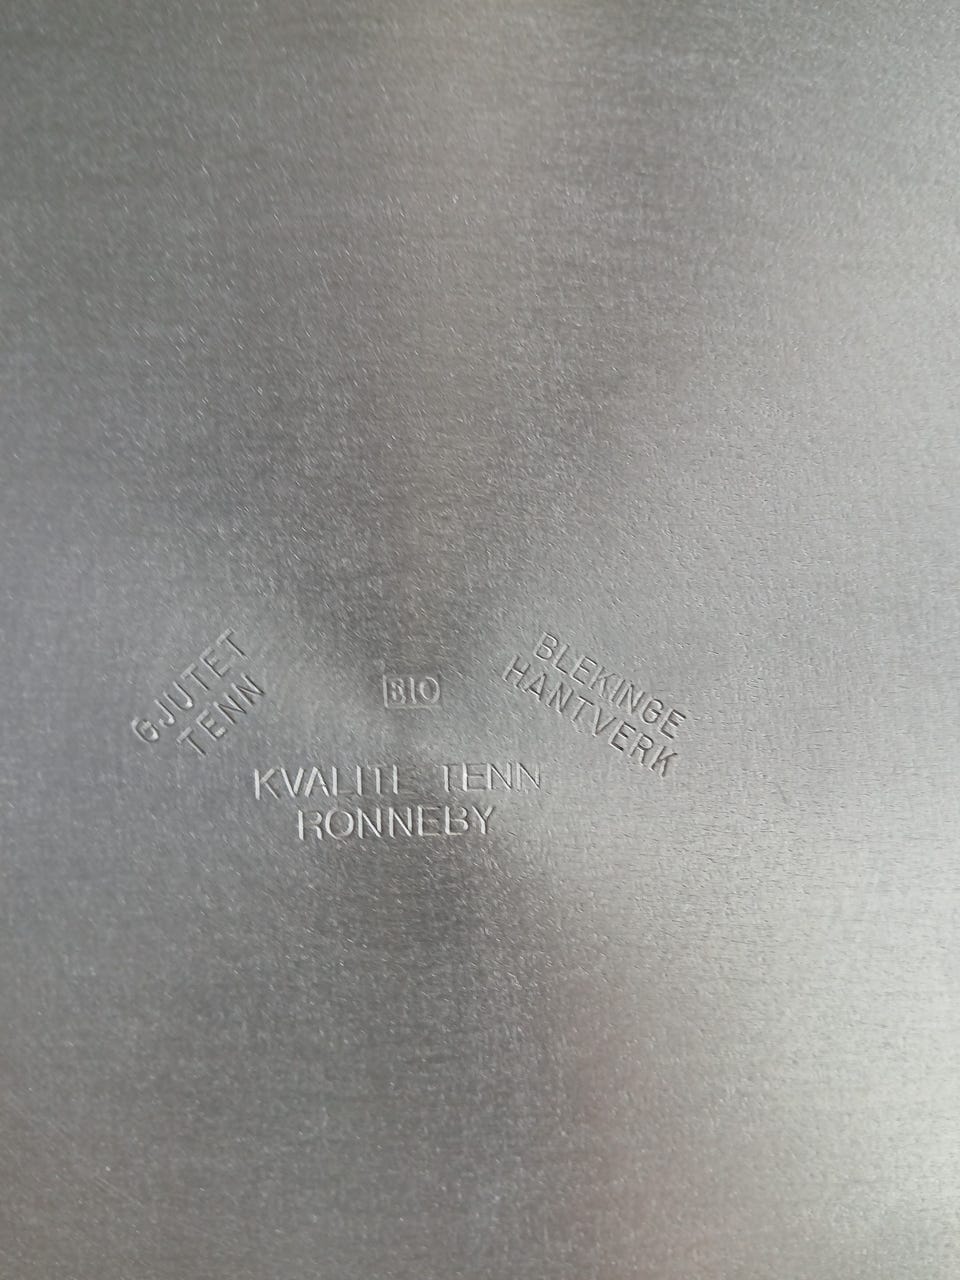 GJUTET
TENN
B10
BLEKINGE
HANTVERK
KVALITE TENN
RONNEBY